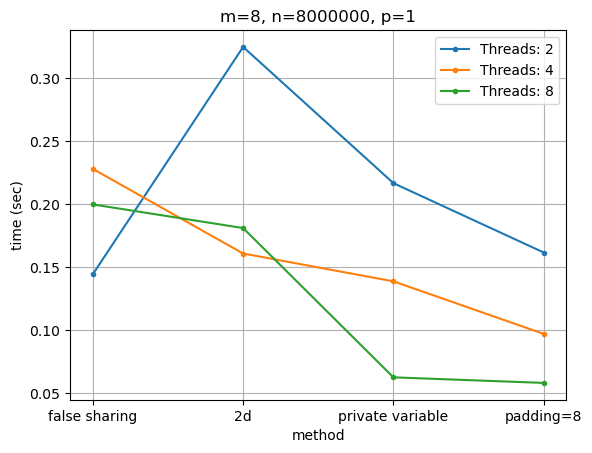 m=8, n=8000000, p=1
Threads: 2
Threads: 4
Threads: 8
time (sec)
0.30
0.25
0.20
0.15
0.10
0.05
false sharing
2d
private variable
padding=8
method